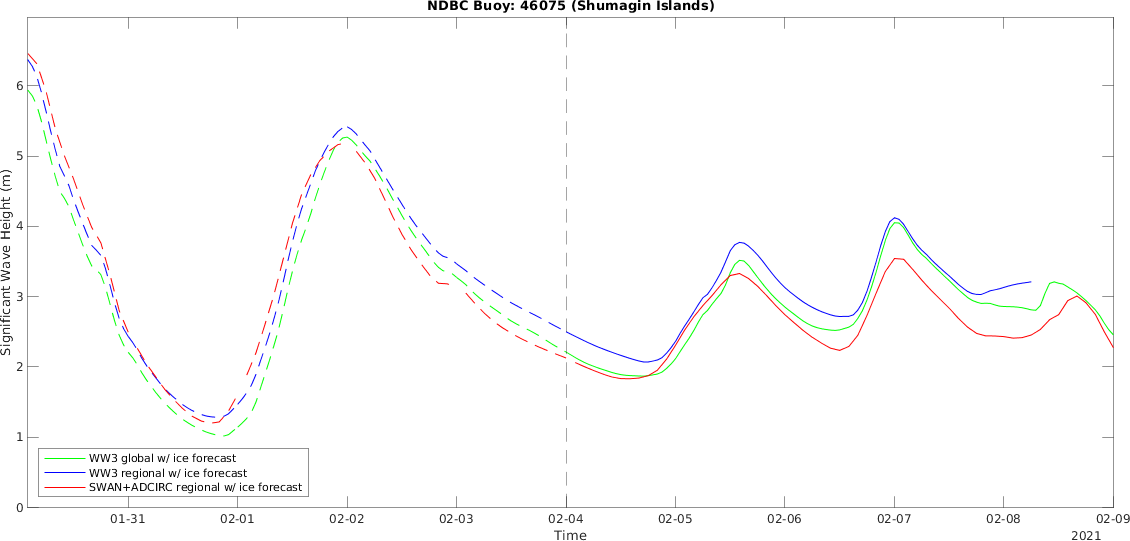 NDBC Buoy: 46075 (Shumagin Islands)
Significant Wave Height (m)
6
5
4
3
2
1
0
WW3 global w/ ice forecast
WW3 regional w/ ice forecast
SWAN+ADCIRC regional w/ ice forecast
01-31 02-01 02-02 02-03 02-04 02-05 02-06 02-07 02-08 02-09
Time
2021